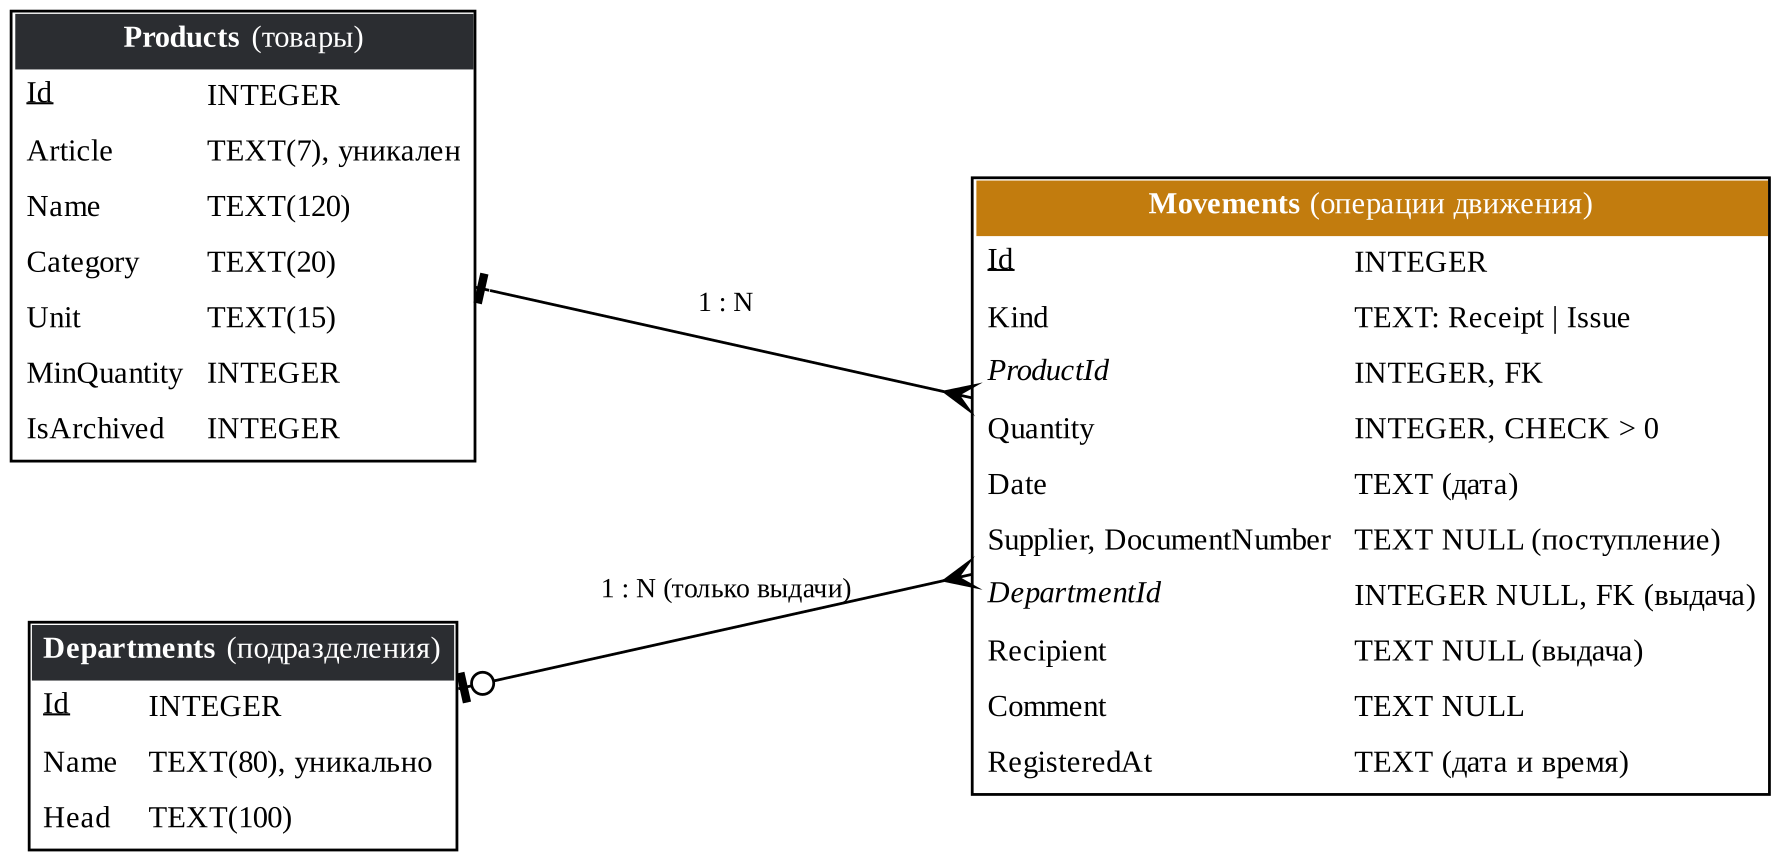 Products (товары)
Id INTEGER
Article TEXT(7), уникален
Name TEXT(120)
Category TEXT(20)
Unit TEXT(15)
MinQuantity INTEGER
IsArchived INTEGER
1 : N
Movements (операции движения)
Id INTEGER
Kind TEXT: Receipt | Issue
ProductId INTEGER, FK
Quantity INTEGER, CHECK > 0
Date TEXT (дата)
Supplier, DocumentNumber TEXT NULL (поступление)
DepartmentId INTEGER NULL, FK (выдача)
Recipient TEXT NULL (выдача)
Comment TEXT NULL
RegisteredAt TEXT (дата и время)
1 : N (только выдачи)
Departments (подразделения)
Id INTEGER
Name TEXT(80), уникально
Head TEXT(100)